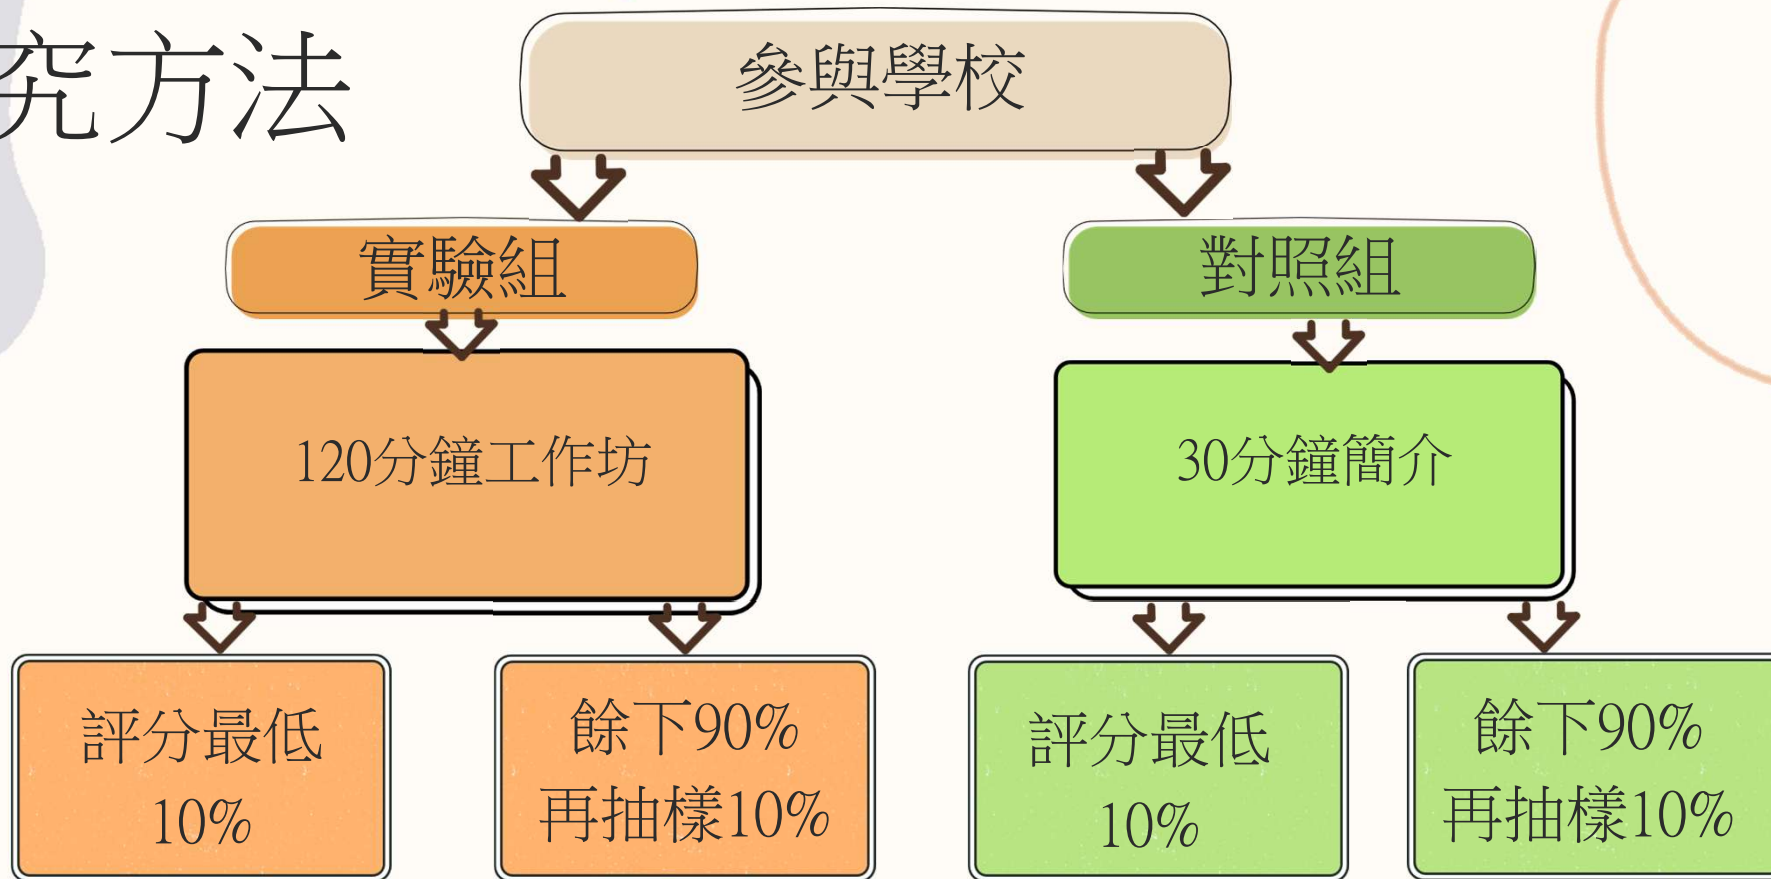 究方法
參與學校
實驗組
對照組
120分鐘工作坊
30分鐘簡介
評分最低
10%
餘下90%
再抽樣10%
評分最低
10%
餘下90%
再抽樣10%